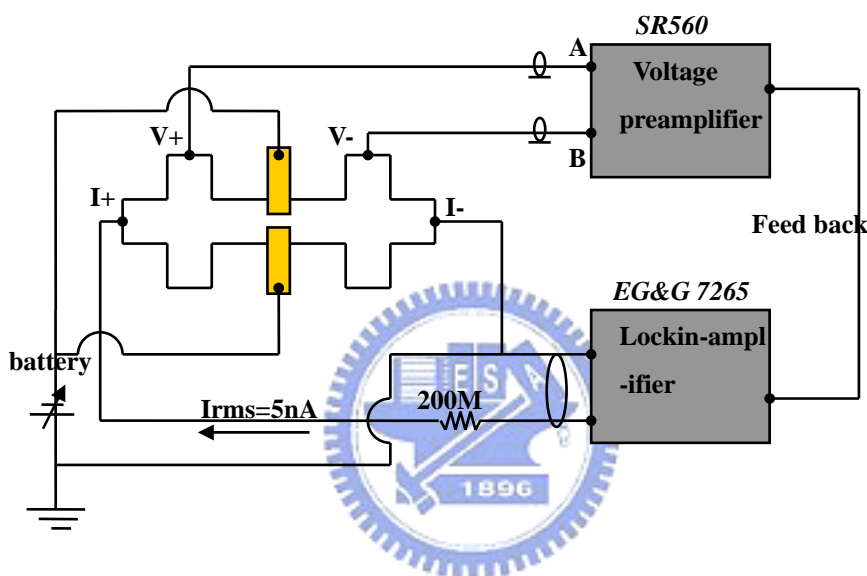 SR560
A
Voltage
preamplifier
B
V+
V-
I+
I-
Feed back
EG&G 7265
Lockin-ampl
-ifier
battery
200M
Irms=5nA
E S A
1896